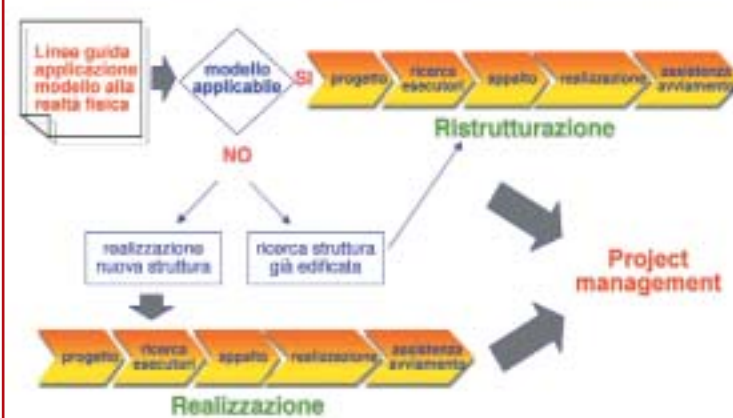 Linee guida
applicazione
modello alla
realtà fisica
modello
applicabile
SI
progetto
ricerca
esecutori
appalto
realizzazione
assistenza
avviamento
Ristrutturazione
NO
realizzazione
nuova struttura
ricerca struttura
già edificata
Project
management
progetto
ricerca
esecutori
appalto
realizzazione
assistenza
avviamento
Realizzazione